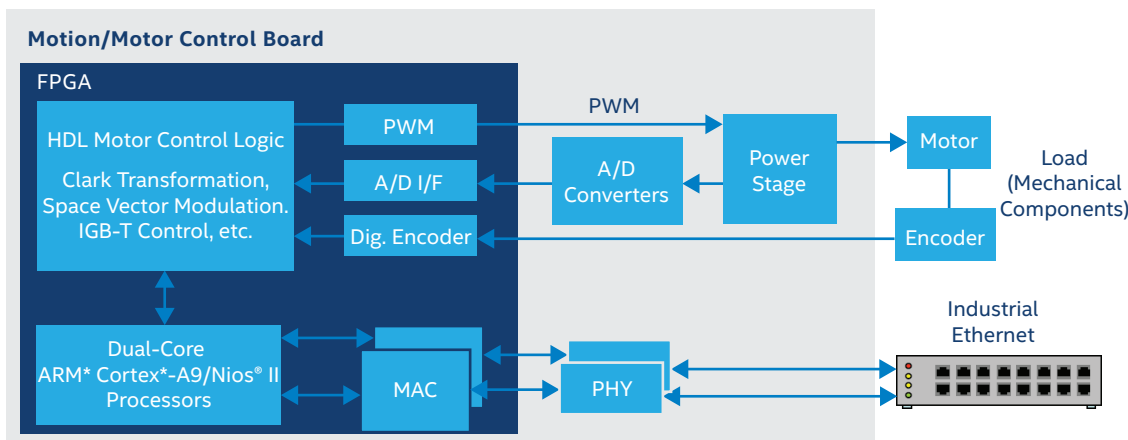 Motion/Motor Control Board
FPGA
HDL Motor Control Logic
Clark Transformation,
Space Vector Modulation.
IGB-T Control, etc.
PWM
A/D I/F
Dig. Encoder
PWM
A/D
Converters
Power
Stage
Motor
Load
(Mechanical
Components)
Encoder
Dual-Core
ARM* Cortex*-A9/Nios® II
Processors
MAC
PHY
Industrial
Ethernet